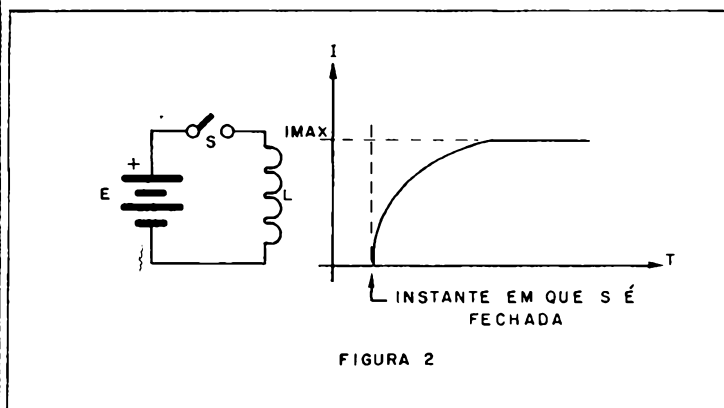 I
IMAX
S
+
E
L
T
INSTANTE EM QUE S É
FECHADA
FIGURA 2